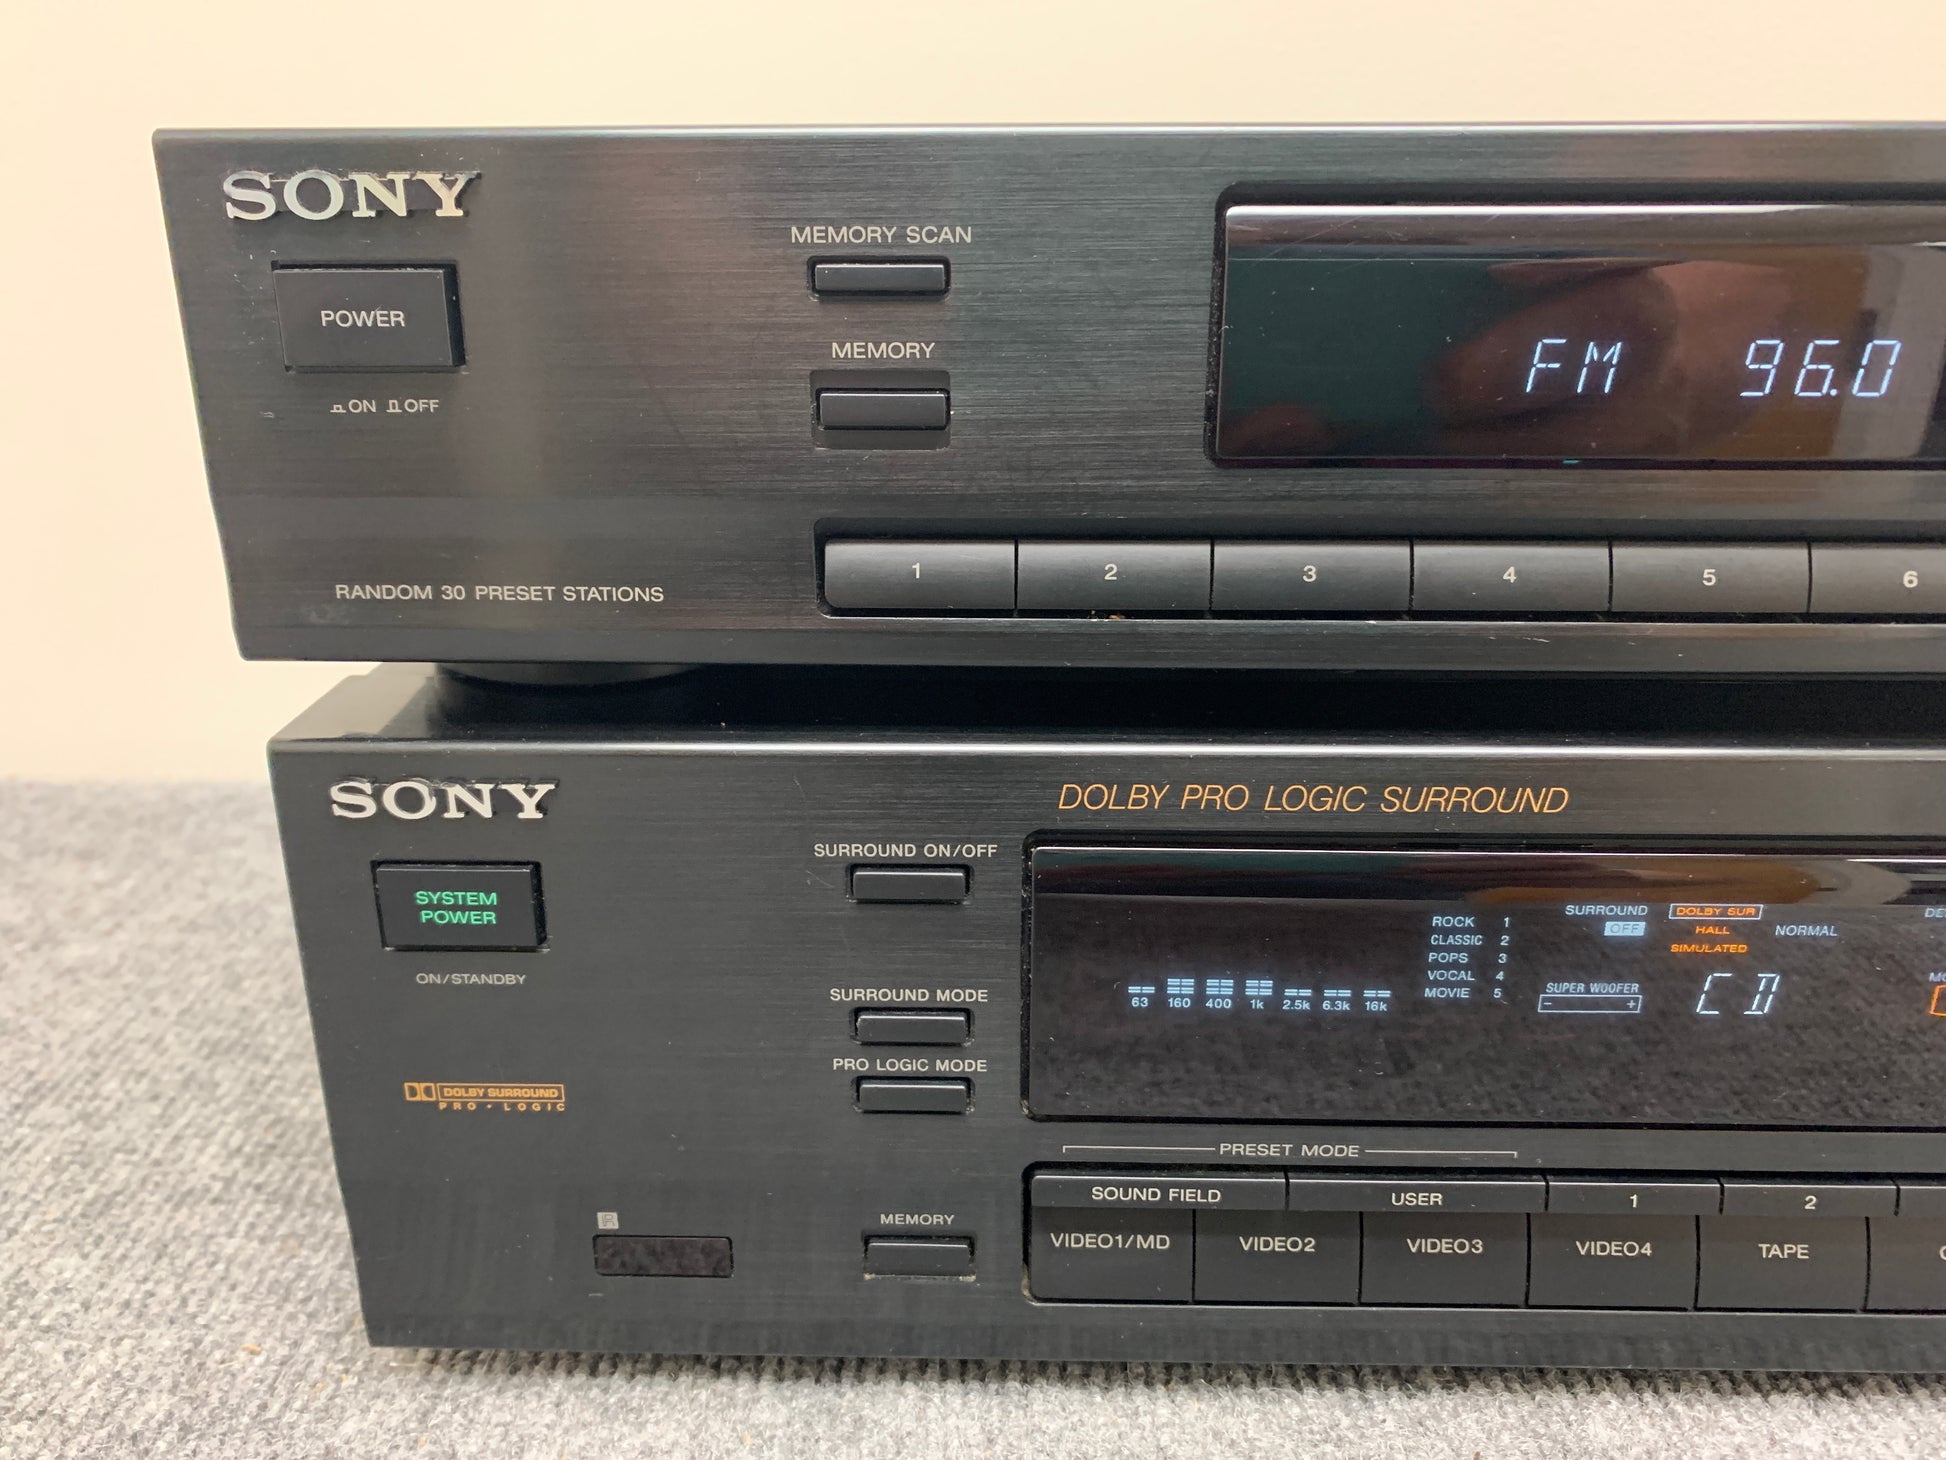 SONY
MEMORY SCAN
POWER
MEMORY
FM 96.0
ON OFF
1 2 3 4 5 6
RANDOM 30 PRESET STATIONS
SONY
DOLBY PRO LOGIC SURROUND
SURROUND ON/OFF
SYSTEM
POWER
ON/STANDBY
ROCK 1
CLASSIC 2
POPS 3
VOCAL 4
MOVIE 5
SURROUND
OFF
DOLBY SUR
HALL
SIMULATED
NORMAL
63 160 400 1k 2.5k 6.3k 16k
SUPER WOOFER
- +
CD
SURROUND MODE
PRO LOGIC MODE
DOLBY SURROUND
PRO • LOGIC
PRESET MODE
SOUND FIELD USER 1 2
VIDEO1/MD VIDEO2 VIDEO3 VIDEO4 TAPE
MEMORY